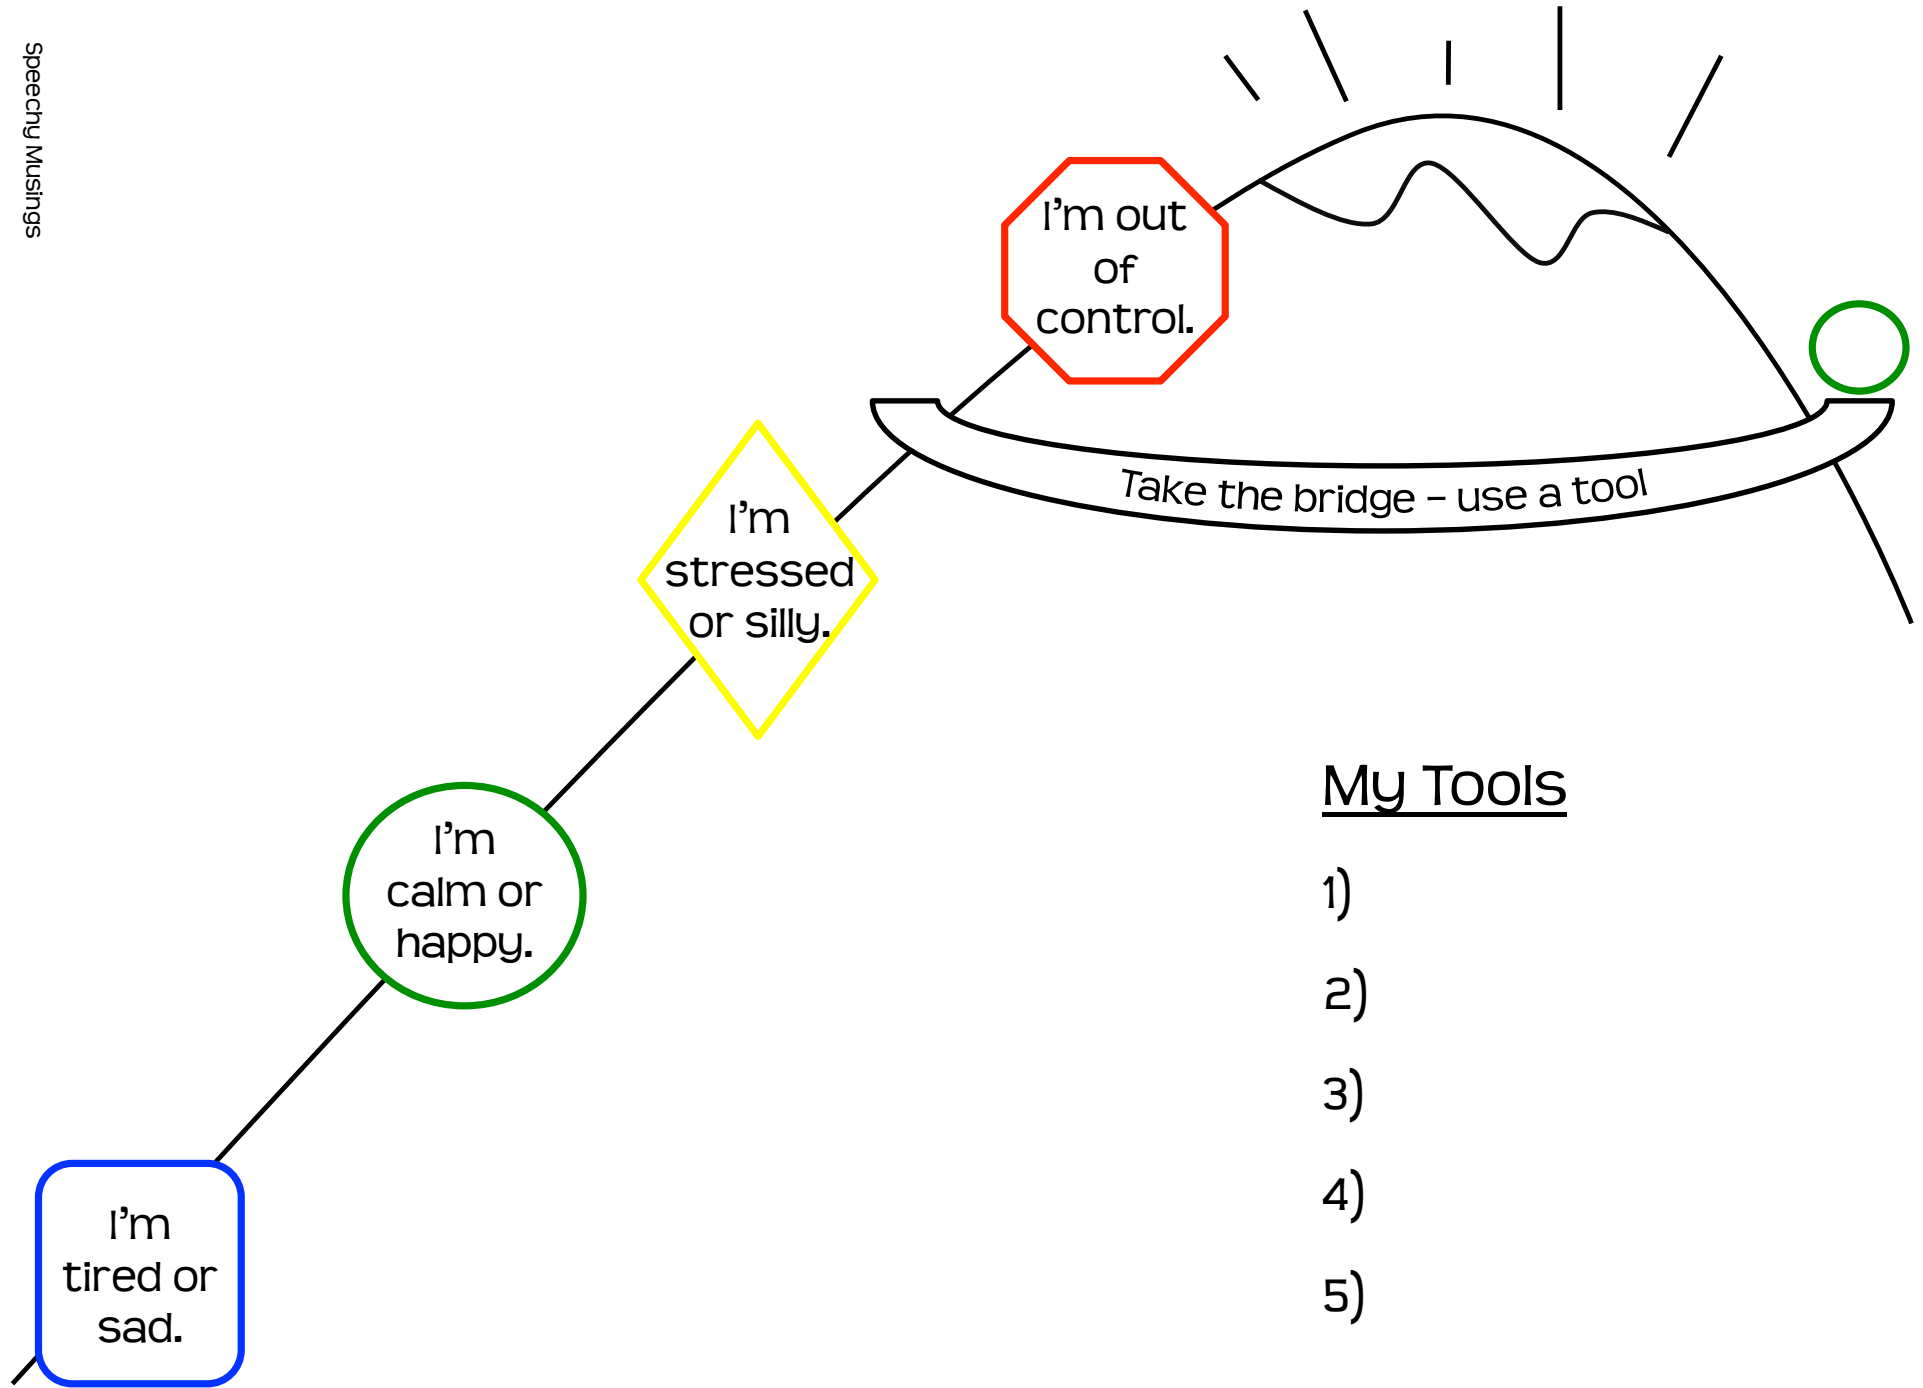 Speechy Musings
I'm out
of
control.
Take the bridge – use a tool
I'm
stressed
or silly.
I'm
calm or
happy.
I'm
tired or
sad.
My Tools
1)
2)
3)
4)
5)